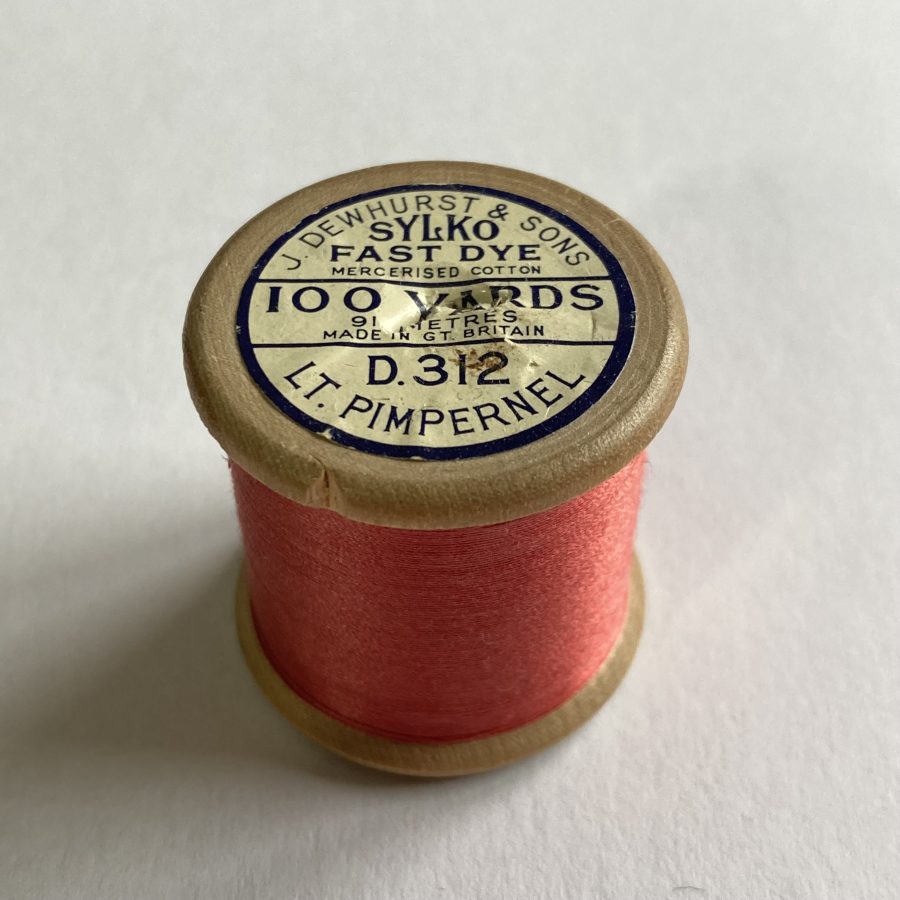 J. DEWHURST & SONS
SYLKO
FAST DYE
MERCERISED COTTON
100 YARDS
91 METRES
MADE IN GT. BRITAIN
D.312
LT. PIMPERNEL